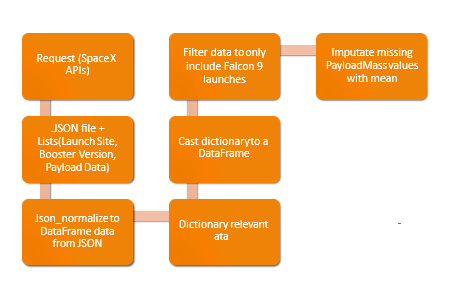 Request (Space X
APIs)
.JSON file +
Lists(Launch Site,
Booster Version,
Payload Data)
Json_normalize to
DataFrame data
from JSON
Dictionary relevant
ata
Cast dictionary to a
DataFrame
Filter data to only
include Falcon 9
launches
Imputate missing
PayloadMass values
with mean
-